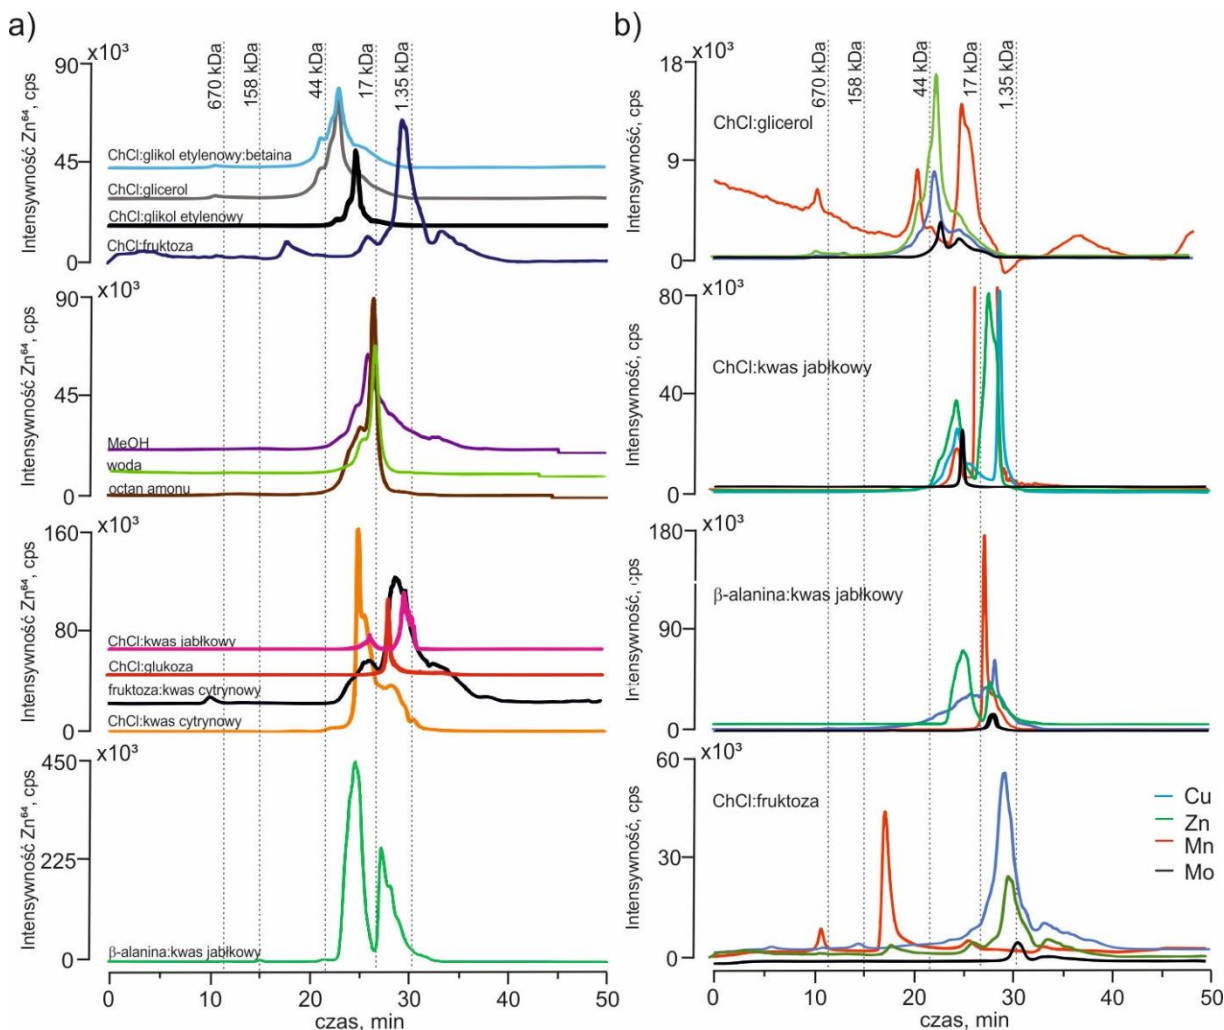 a)
x10³
90
45
0
Intensywność Zn⁶⁴, cps
670 kDa
158 kDa
44 kDa
17 kDa
1.35 kDa
ChCl:glikol etylenowy:betaina
ChCl:glicerol
ChCl:glikol etylenowy
ChCl:fruktoza
x10³
90
45
0
Intensywność Zn⁶⁴, cps
MeOH
woda
octan amonu
x10³
160
80
0
Intensywność Zn⁶⁴, cps
ChCl:kwas jabłkowy
ChCl:glukoza
fruktoza:kwas cytrynowy
ChCl:kwas cytrynowy
x10³
450
225
0
Intensywność Zn⁶⁴, cps
β-alanina:kwas jabłkowy
0 10 20 30 40 50
czas, min
b)
x10³
18
9
0
Intensywność, cps
670 kDa
158 kDa
44 kDa
17 kDa
1.35 kDa
ChCl:glicerol
x10³
80
40
0
Intensywność, cps
ChCl:kwas jabłkowy
x10³
180
90
0
Intensywność, cps
β-alanina:kwas jabłkowy
x10³
60
30
0
Intensywność, cps
ChCl:fruktoza
Cu
Zn
Mn
Mo
0 10 20 30 40 50
czas, min